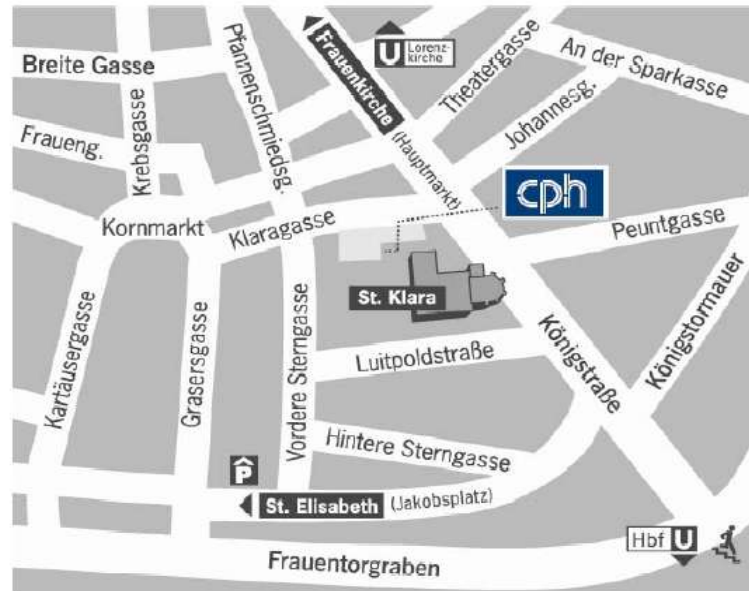 Breite Gasse
Pfannenschmiedsg.
Frauenkirche
(Hauptmarkt)
U Lorenz-
kirche
Theatergasse
An der Sparkasse
Johannesg.
Fraueng.
Krebsgasse
cph
Kornmarkt
Klaragasse
Peuntgasse
St. Klara
Königstormauer
Königstraße
Luitpoldstraße
Kartäusergasse
Grasersgasse
Vordere Sterngasse
Hintere Sterngasse
P
St. Elisabeth (Jakobsplatz)
Hbf U
Frauentorgraben